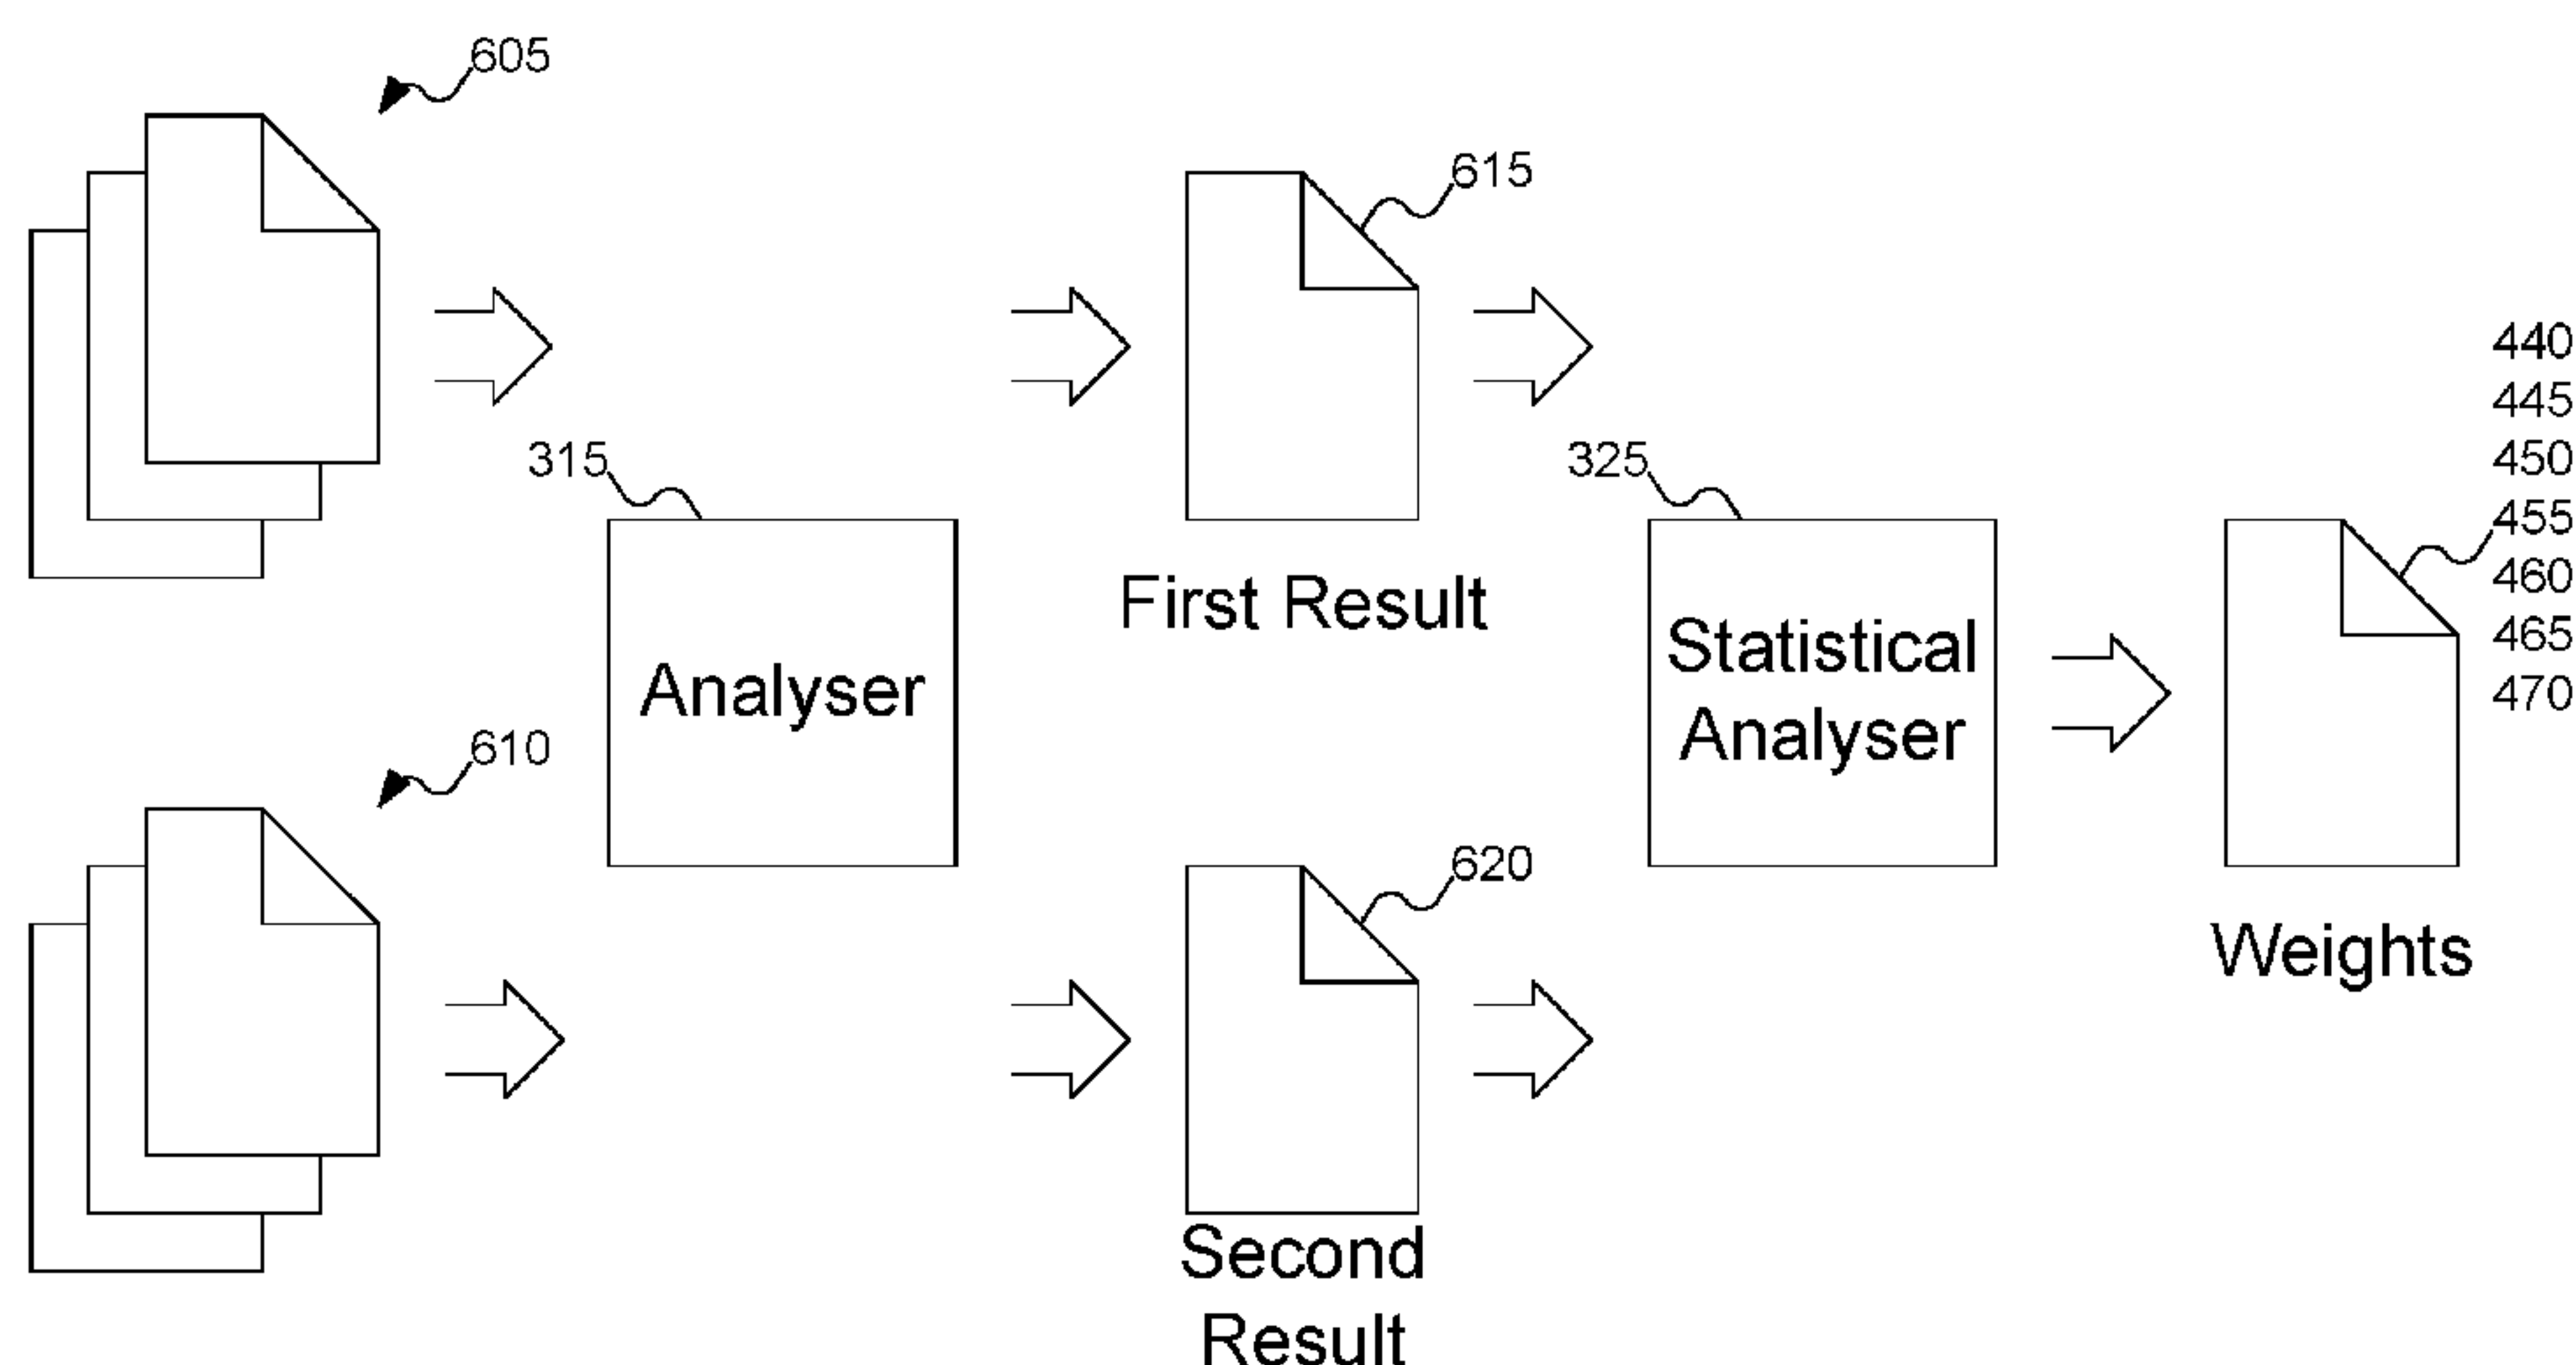 605
615
440
445
450
455
460
465
470
315
325
First Result
Analyser
Statistical
Analyser
610
620
Weights
Second
Result